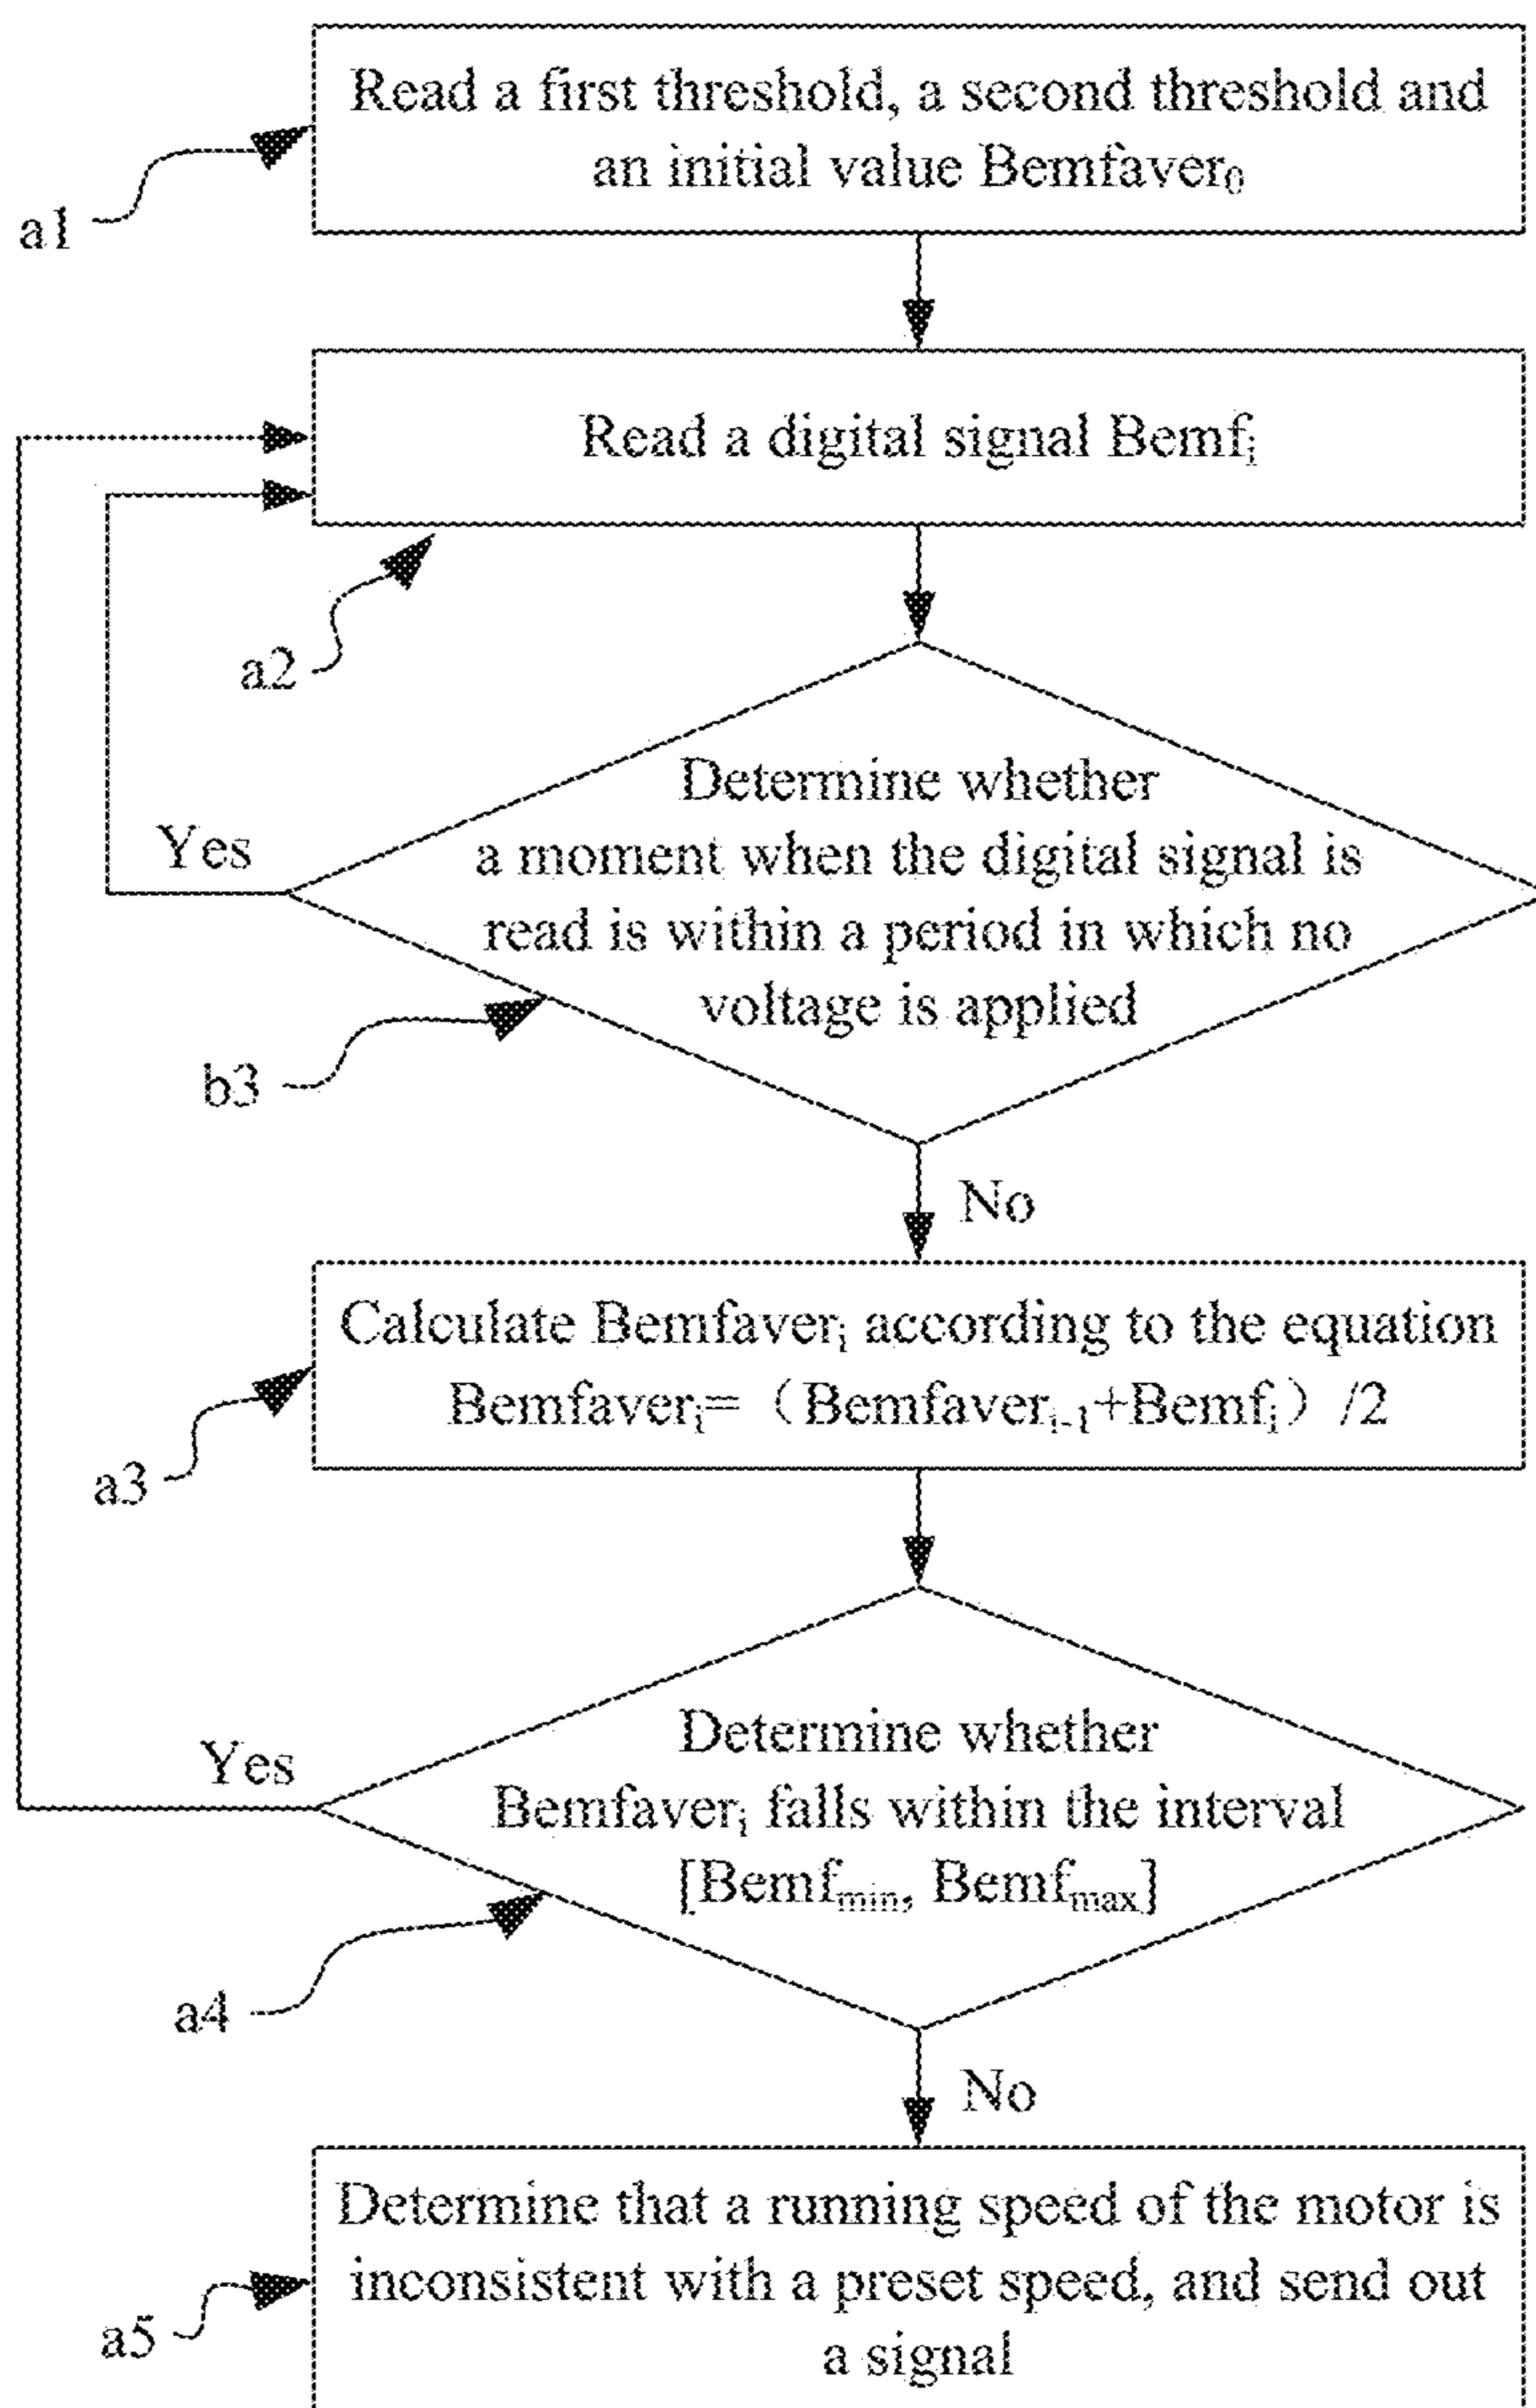 Read a first threshold, a second threshold and
an initial value Bemfaver₀
a1
Read a digital signal Bemfᵢ
a2
Determine whether
a moment when the digital signal is
read is within a period in which no
voltage is applied
Yes
b3
No
Calculate Bemfaverᵢ according to the equation
Bemfaverᵢ=（Bemfaverᵢ₋₁+Bemfᵢ）/2
a3
Determine whether
Bemfaverᵢ falls within the interval
[Bemfmin, Bemfmax]
Yes
a4
No
Determine that a running speed of the motor is
inconsistent with a preset speed, and send out
a signal
a5